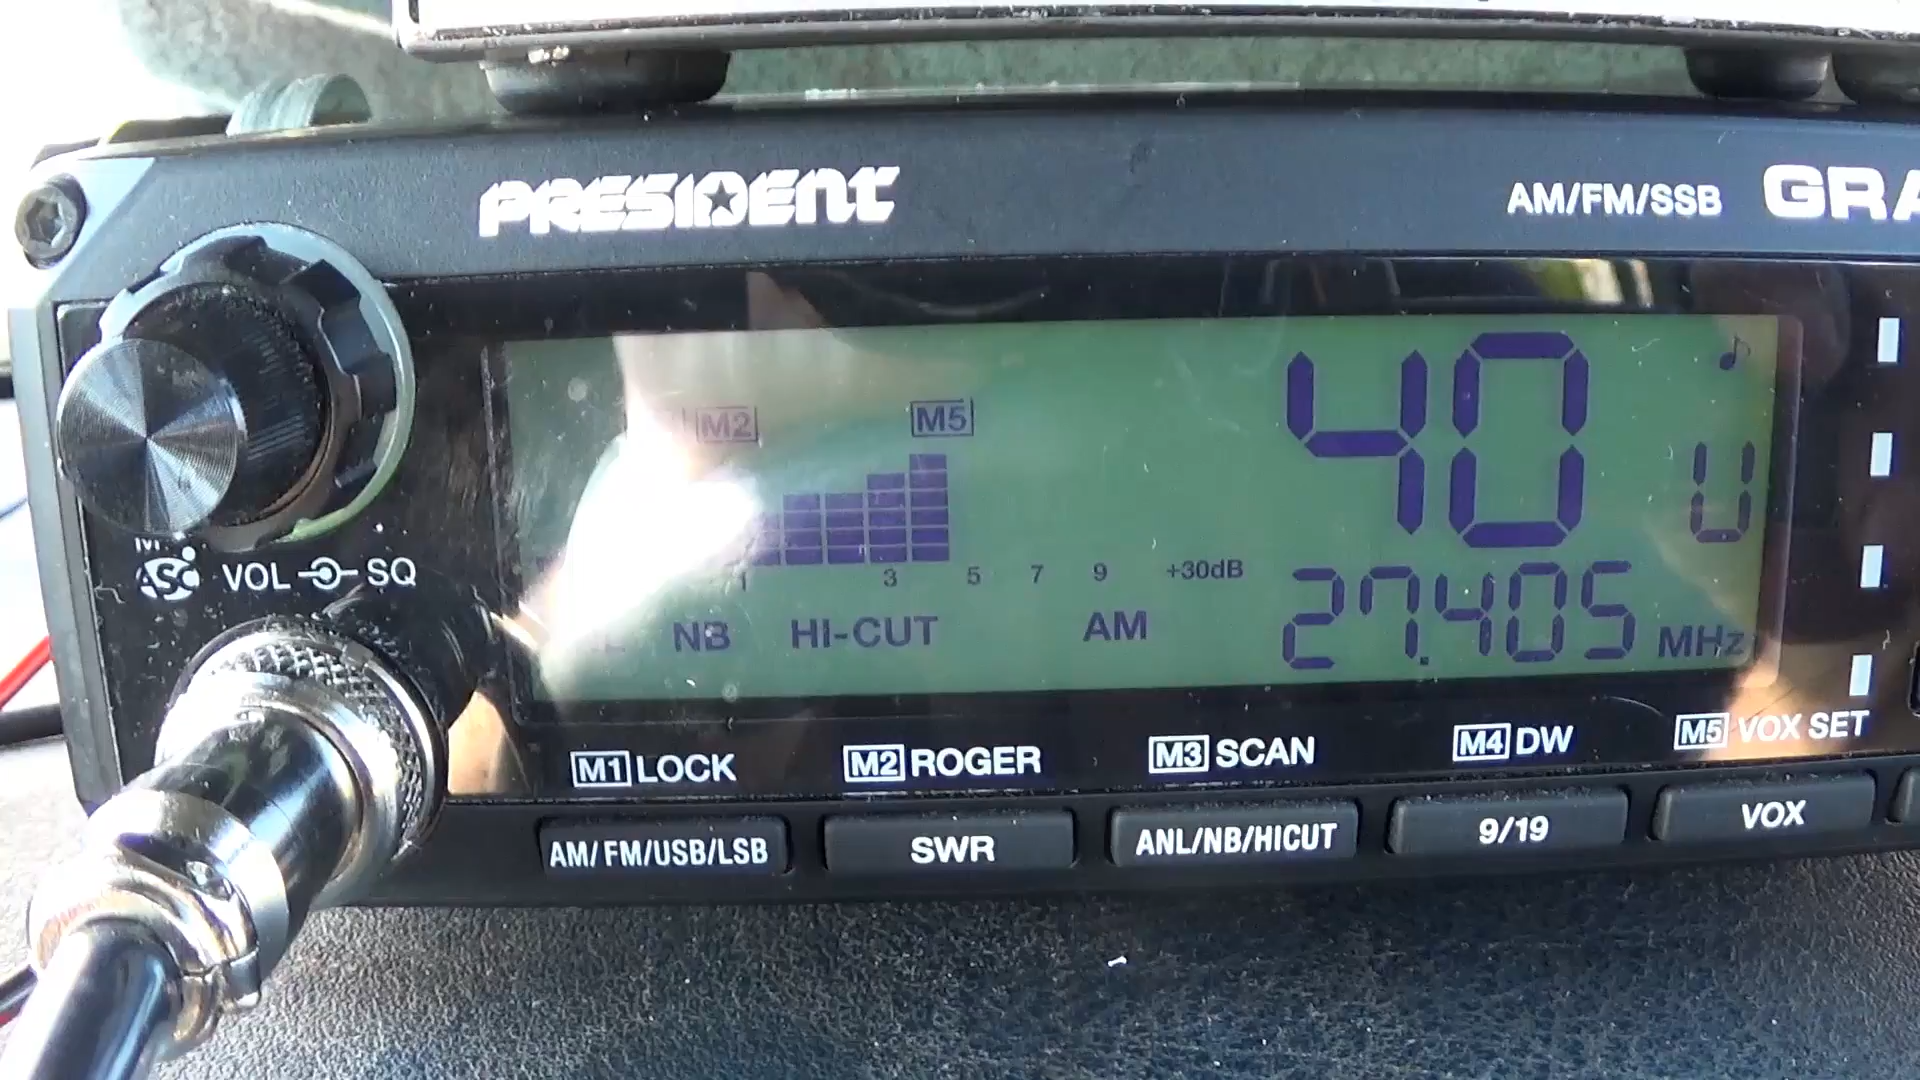 PRESIDENT
AM/FM/SSB GRA
M2 M5
40
U
1 3 5 7 9 +30dB
NB HI-CUT AM 27.405 MHz
ASC VOL SQ
M1 LOCK M2 ROGER M3 SCAN M4 DW M5 VOX SET
AM/FM/USB/LSB SWR ANL/NB/HICUT 9/19 VOX